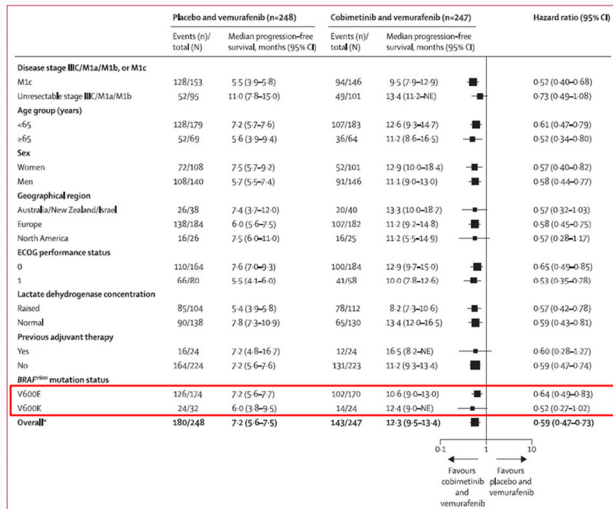 Placebo and vemurafenib (n=248) Cobimetinib and vemurafenib (n=247) Hazard ratio (95% CI)
Events (n)/ total (N) Median progression-free survival, months (95% CI) Events (n)/ total (N) Median progression-free survival, months (95% CI)
Disease stage IIIC/M1a/M1b, or M1c
M1c 128/153 5·5 (3·9–5·8) 94/146 9·5 (7·9–12·9) 0·52 (0·40–0·68)
Unresectable stage IIIC/M1a/M1b 52/95 11·0 (7·8–15·0) 49/101 13·4 (11·2–NE) 0·73 (0·49–1·08)
Age group (years)
<65 128/179 7·2 (5·7–7·6) 107/183 12·6 (9·3–14·7) 0·61 (0·47–0·79)
≥65 52/69 5·6 (3·9–9·4) 36/64 11·2 (8·6–16·5) 0·52 (0·34–0·80)
Sex
Women 72/108 7·5 (5·7–9·2) 52/101 12·9 (10·0–18·4) 0·57 (0·40–0·82)
Men 108/140 5·7 (5·5–7·4) 91/146 11·1 (9·0–13·0) 0·58 (0·44–0·77)
Geographical region
Australia/New Zealand/Israel 26/38 7·4 (3·7–12·0) 20/40 13·3 (10·0–18·7) 0·57 (0·32–1·03)
Europe 138/184 6·0 (5·6–7·5) 107/182 11·2 (9·2–14·8) 0·58 (0·45–0·75)
North America 16/26 7·5 (6·0–11·0) 16/25 11·2 (5·5–14·9) 0·57 (0·28–1·17)
ECOG performance status
0 110/164 7·6 (7·0–9·3) 100/184 12·9 (9·7–15·0) 0·65 (0·49–0·85)
1 66/80 5·5 (4·1–6·0) 41/58 10·0 (7·8–12·6) 0·53 (0·35–0·78)
Lactate dehydrogenase concentration
Raised 85/104 5·4 (3·9–5·8) 78/112 8·2 (7·3–10·6) 0·57 (0·42–0·78)
Normal 90/138 7·8 (7·3–10·9) 65/130 13·4 (12·0–16·5) 0·59 (0·43–0·81)
Previous adjuvant therapy
Yes 16/24 7·2 (4·8–16·7) 12/24 16·5 (8·2–NE) 0·60 (0·28–1·27)
No 164/224 7·2 (5·6–7·6) 131/223 11·2 (9·3–13·4) 0·59 (0·47–0·74)
BRAFV600 mutation status
V600E 126/174 7·2 (5·6–7·7) 102/170 10·6 (9·0–13·0) 0·64 (0·49–0·83)
V600K 24/32 6·0 (3·8–9·5) 14/24 12·4 (9·0–NE) 0·52 (0·27–1·02)
Overall* 180/248 7·2 (5·6–7·5) 143/247 12·3 (9·5–13·4) 0·59 (0·47–0·73)
0·1 1 10
Favours cobimetinib and vemurafenib Favours placebo and vemurafenib